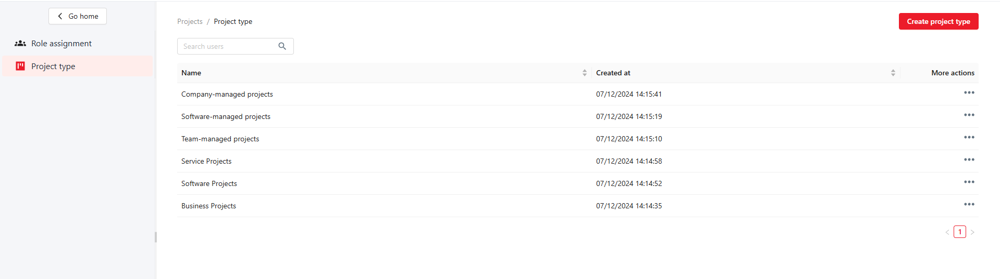 Go home
Role assignment
Project type
Projects / Project type
Create project type
Search users
Name Created at More actions
Company-managed projects 07/12/2024 14:15:41
Software-managed projects 07/12/2024 14:15:19
Team-managed projects 07/12/2024 14:15:10
Service Projects 07/12/2024 14:14:58
Software Projects 07/12/2024 14:14:52
Business Projects 07/12/2024 14:14:35
1